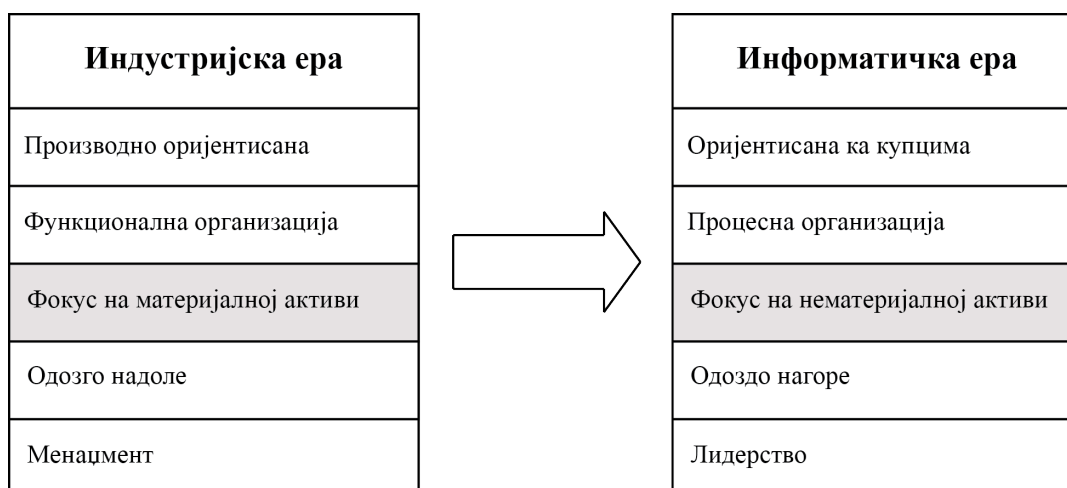 Индустријска ера
Производно оријентисана
Функционална организација
Фокус на материјалној активи
Одозго надоле
Менаџмент
Информатичка ера
Оријентисана ка купцима
Процесна организација
Фокус на нематеријалној активи
Одоздо нагоре
Лидерство